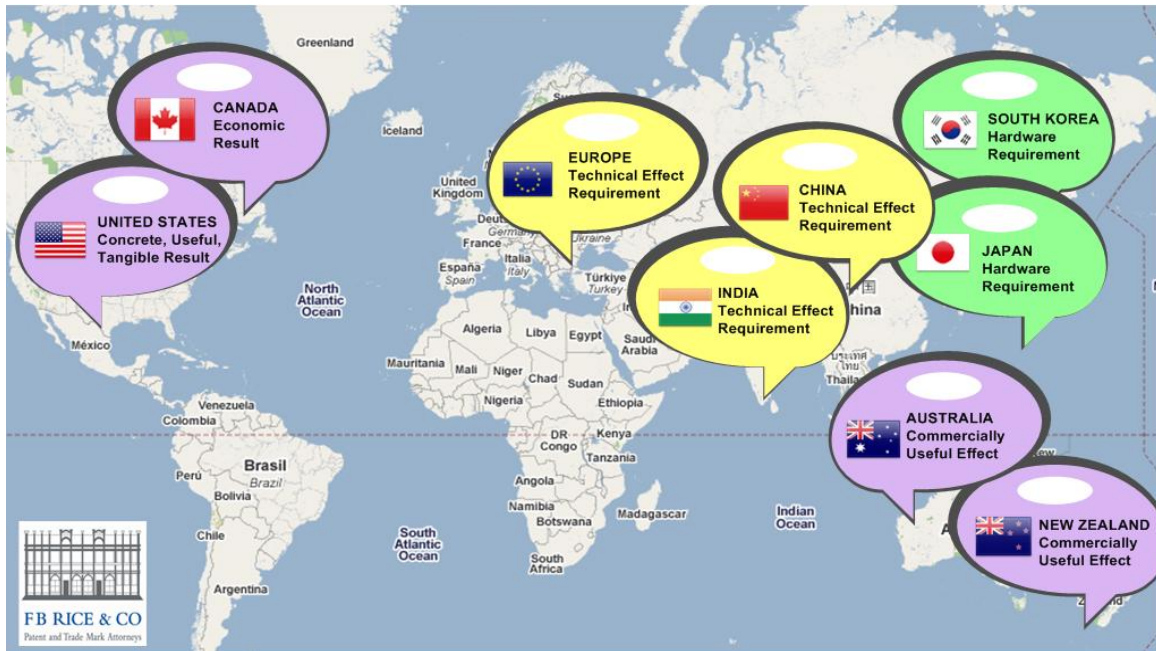 Greenland
Iceland
CANADA
Economic
Result
UNITED STATES
Concrete, Useful,
Tangible Result
EUROPE
Technical Effect
Requirement
CHINA
Technical Effect
Requirement
SOUTH KOREA
Hardware
Requirement
JAPAN
Hardware
Requirement
INDIA
Technical Effect
Requirement
AUSTRALIA
Commercially
Useful Effect
NEW ZEALAND
Commercially
Useful Effect
United
Kingdom
France
España
Spain
Italia
Italy
Ukraine
Türkiye
Turkey
North
Atlantic
Ocean
México
Algeria
Libya
Egypt
Saudi
Arabia
Mauritania
Mali
Niger
Chad
Sudan
Nigeria
Ethiopia
Venezuela
Colombia
DR
Congo
Kenya
Tanzania
Brasil
Brazil
Perú
Bolivia
Angola
Namibia
Botswana
Madagascar
Chile
South
Atlantic
Ocean
South
Africa
Indian
Ocean
Argentina
FB RICE & CO
Patent and Trade Mark Attorneys